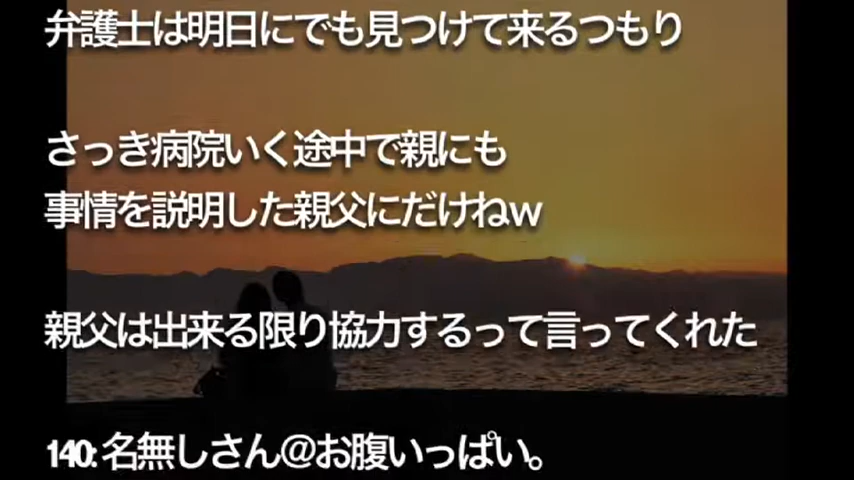 弁護士は明日にでも見つけて来るつもり
さっき病院いく途中で親にも
事情を説明した親父にだけねw
親父は出来る限り協力するって言ってくれた
140: 名無しさん@お腹いっぱい。